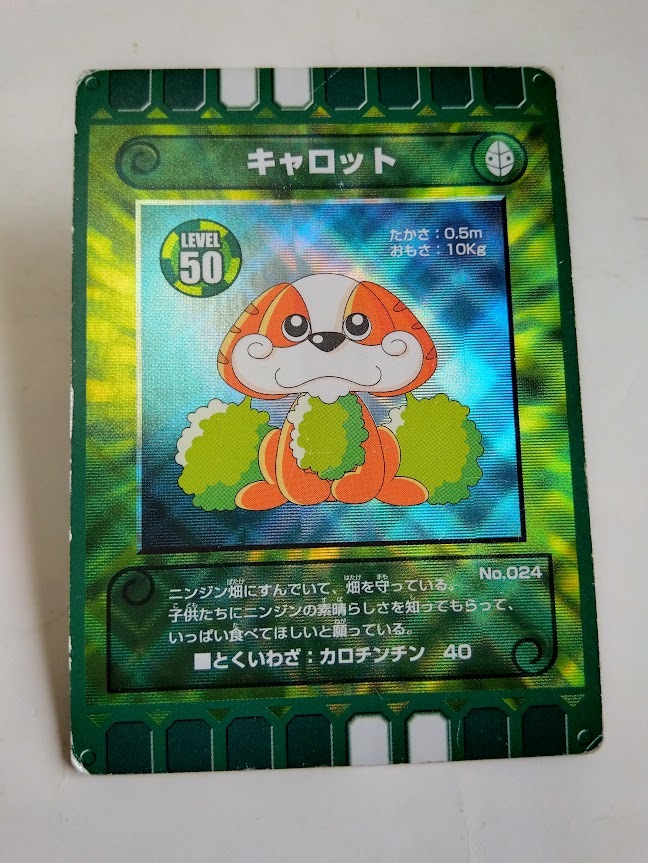 キャロット
LEVEL
50
たかさ：0.5m
おもさ：10Kg
No.024
ニンジン畑にすんでいて、畑を守っている。
子供たちにニンジンの素晴らしさを知ってもらって、
いっぱい食べてほしいと願っている。
■とくいわざ：カロチンチン 40